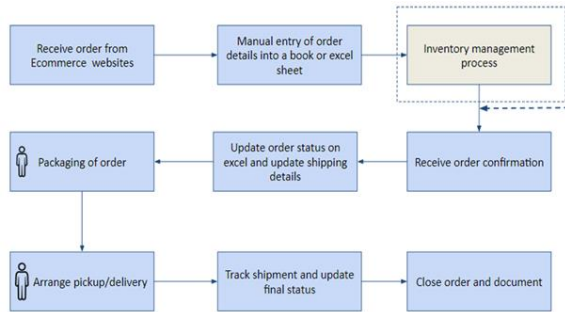 Receive order from
Ecommerce websites
Manual entry of order
details into a book or excel
sheet
Inventory management
process
Packaging of order
Update order status on
excel and update shipping
details
Receive order confirmation
Arrange pickup/delivery
Track shipment and update
final status
Close order and document